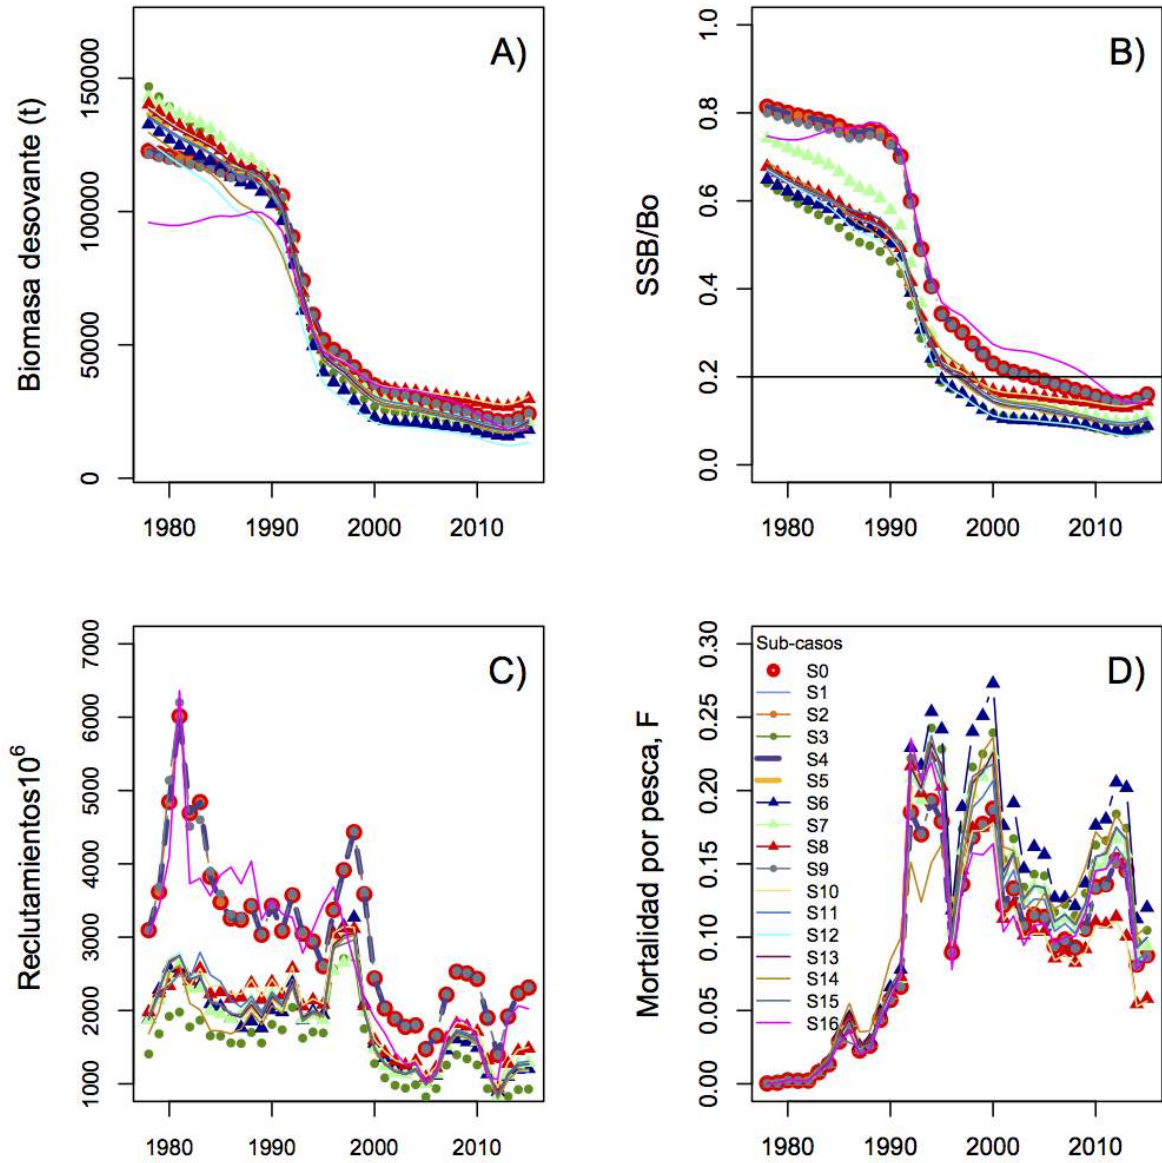 A)
Biomasa desovante (t)
150000
100000
50000
0
1980 1990 2000 2010
B)
SSB/Bo
1.0
0.8
0.6
0.4
0.2
0.0
1980 1990 2000 2010
C)
Reclutamientos10⁶
7000
6000
5000
4000
3000
2000
1000
1980 1990 2000 2010
D)
Mortalidad por pesca, F
0.30
0.25
0.20
0.15
0.10
0.05
0.00
Sub-casos
S0
S1
S2
S3
S4
S5
S6
S7
S8
S9
S10
S11
S12
S13
S14
S15
S16
1980 1990 2000 2010